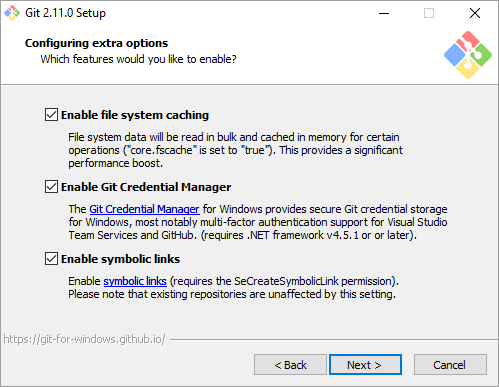 Git 2.11.0 Setup
Configuring extra options
Which features would you like to enable?
Enable file system caching
File system data will be read in bulk and cached in memory for certain
operations ("core.fscache" is set to "true"). This provides a significant
performance boost.
Enable Git Credential Manager
The Git Credential Manager for Windows provides secure Git credential storage
for Windows, most notably multi-factor authentication support for Visual Studio
Team Services and GitHub. (requires .NET framework v4.5.1 or or later).
Enable symbolic links
Enable symbolic links (requires the SeCreateSymbolicLink permission).
Please note that existing repositories are unaffected by this setting.
https://git-for-windows.github.io/
< Back
Next >
Cancel